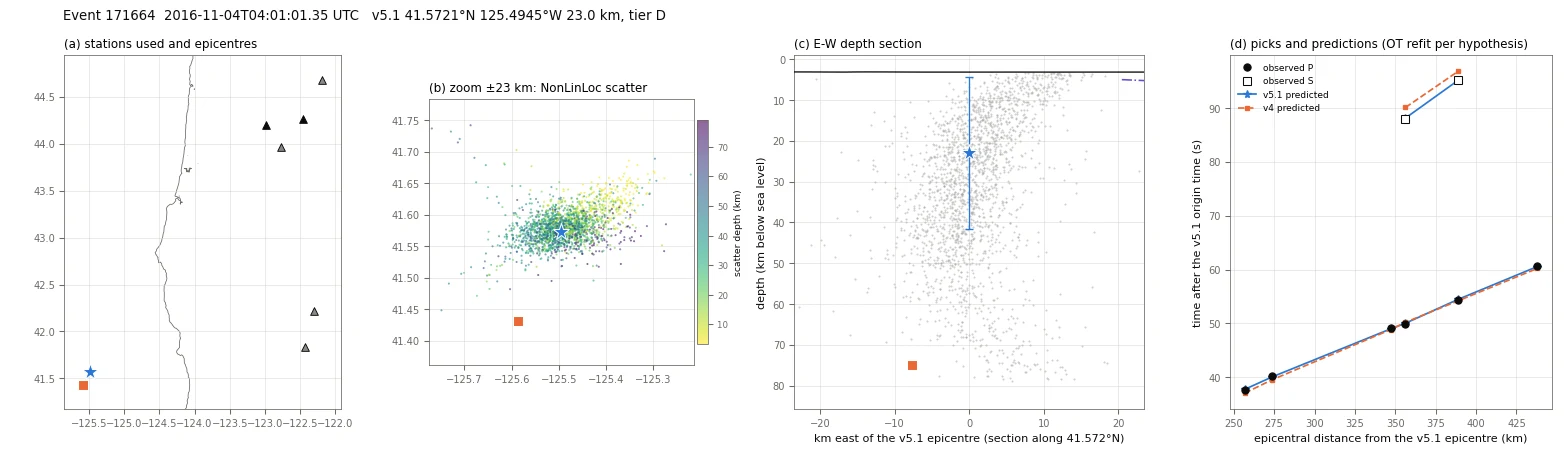 Event 171664  2016-11-04T04:01:01.35 UTC   v5.1 41.5721°N 125.4945°W 23.0 km, tier D
(a) stations used and epicentres
44.5
44.0
43.5
43.0
42.5
42.0
41.5
−125.5 −125.0 −124.5 −124.0 −123.5 −123.0 −122.5 −122.0
(b) zoom ±23 km: NonLinLoc scatter
41.75
41.70
41.65
41.60
41.55
41.50
41.45
41.40
−125.7 −125.6 −125.5 −125.4 −125.3
70
60
50
40
30
20
10
scatter depth (km)
(c) E-W depth section
0
10
20
30
40
50
60
70
80
depth (km below sea level)
−20 −10 0 10 20
km east of the v5.1 epicentre (section along 41.572°N)
(d) picks and predictions (OT refit per hypothesis)
observed P
observed S
v5.1 predicted
v4 predicted
90
80
70
60
50
40
time after the v5.1 origin time (s)
250 275 300 325 350 375 400 425
epicentral distance from the v5.1 epicentre (km)